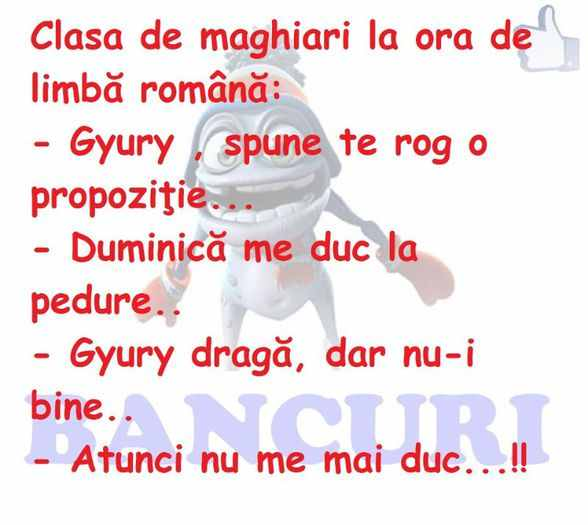 Clasa de maghiari la ora de
limbă română:
- Gyury , spune te rog o
propoziţie...
- Duminică me duc la
pedure..
- Gyury dragă, dar nu-i
bine..
- Atunci nu me mai duc...!!
BANCURI